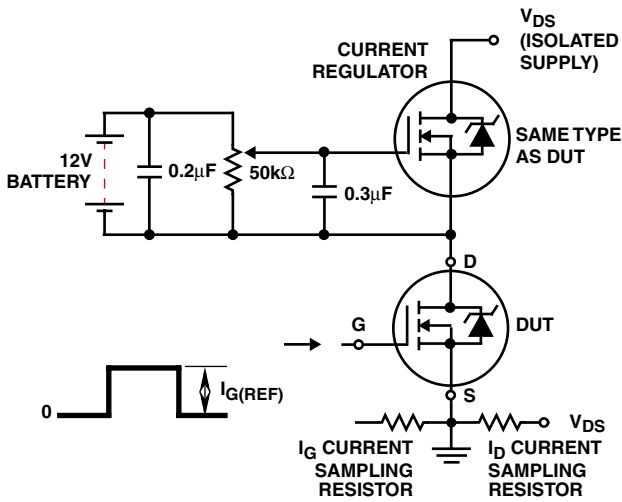 V_DS
(ISOLATED
SUPPLY)
CURRENT
REGULATOR
SAME TYPE
AS DUT
12V
BATTERY
0.2µF
50kΩ
0.3µF
D
DUT
G
I_G(REF)
0
S
V_DS
I_G CURRENT
SAMPLING
RESISTOR
I_D CURRENT
SAMPLING
RESISTOR